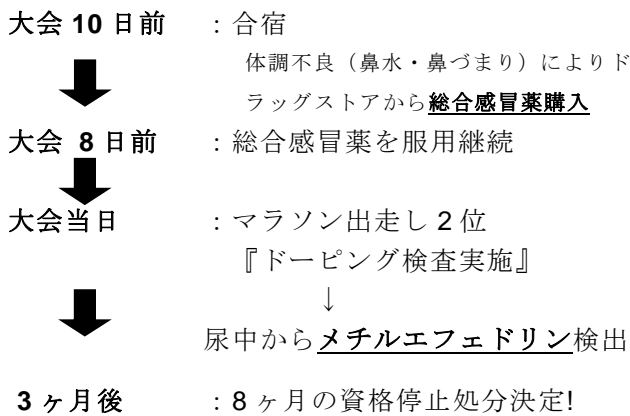 大会 10 日前 ：合宿
体調不良（鼻水・鼻づまり）によりド
ラッグストアから総合感冒薬購入
大会 8 日前 ：総合感冒薬を服用継続
大会当日 ：マラソン出走し 2 位
『ドーピング検査実施』
↓
尿中からメチルエフェドリン検出
3 ヶ月後 ：8 ヶ月の資格停止処分決定!